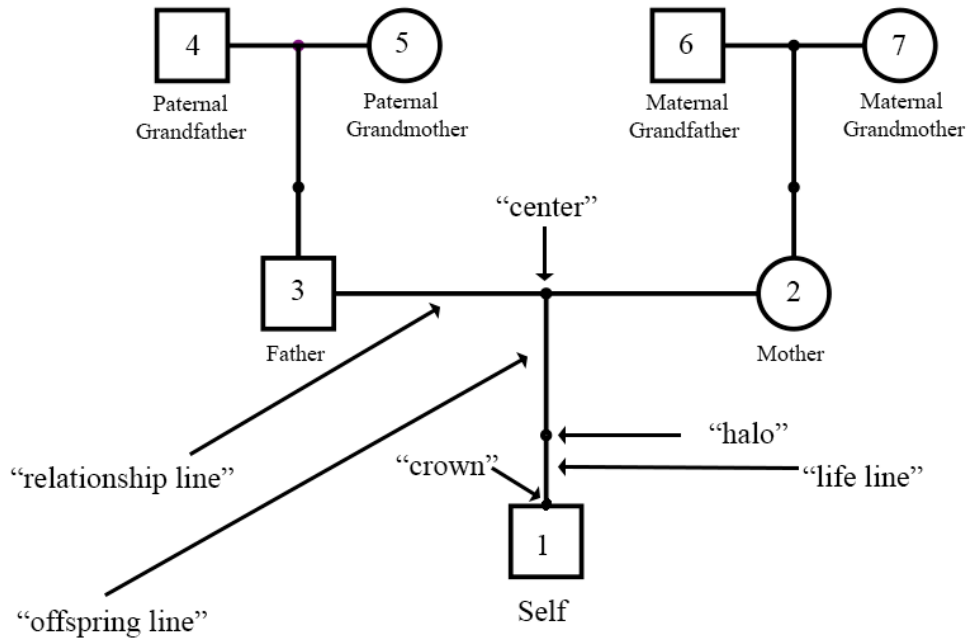 4
5
6
7
Paternal
Grandfather
Paternal
Grandmother
Maternal
Grandfather
Maternal
Grandmother
“center”
3
2
Father
Mother
“halo”
“crown”
“relationship line”
“life line”
1
Self
“offspring line”